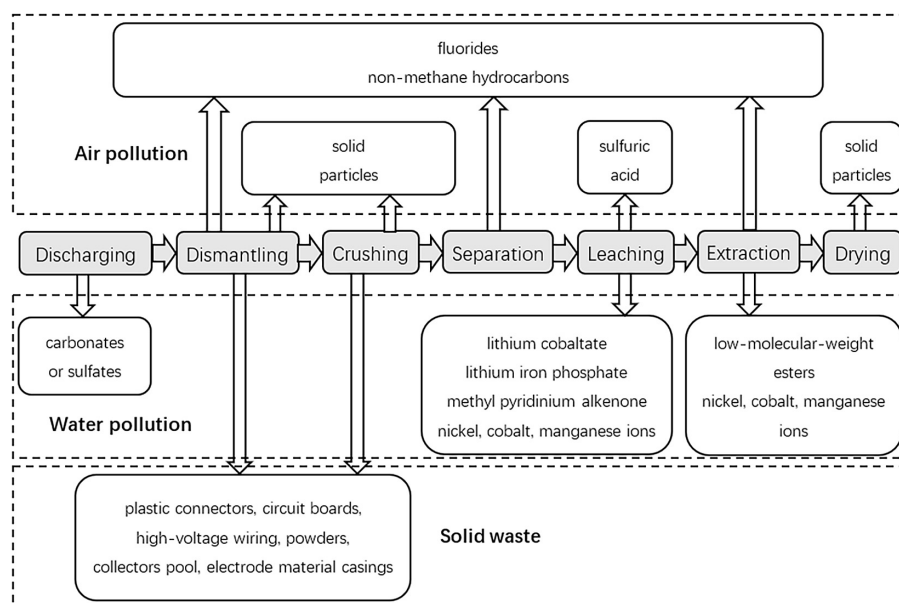 fluorides
non-methane hydrocarbons
Air pollution
solid
particles
sulfuric
acid
solid
particles
Discharging
Dismantling
Crushing
Separation
Leaching
Extraction
Drying
carbonates
or sulfates
lithium cobaltate
lithium iron phosphate
methyl pyridinium alkenone
nickel, cobalt, manganese ions
low-molecular-weight
esters
nickel, cobalt, manganese
ions
Water pollution
plastic connectors, circuit boards,
high-voltage wiring, powders,
collectors pool, electrode material casings
Solid waste